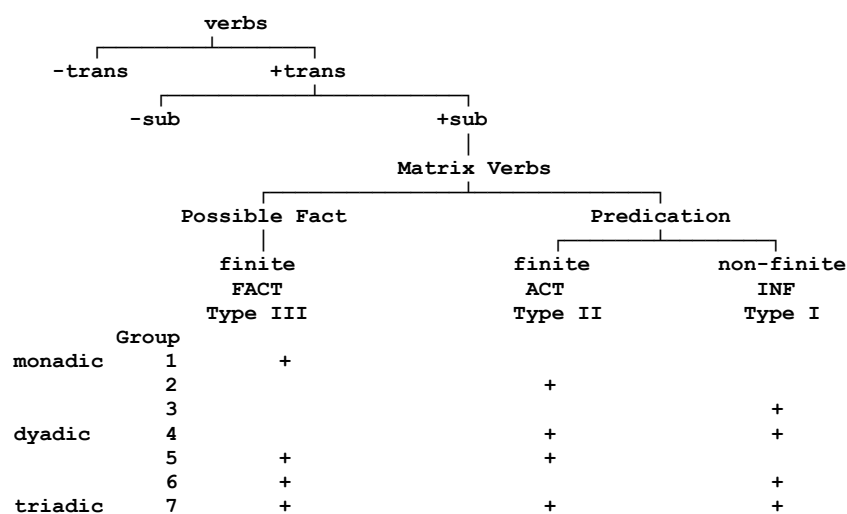 verbs
-trans +trans
-sub +sub
Matrix Verbs
Possible Fact Predication
finite finite non-finite
FACT ACT INF
Type III Type II Type I
Group
monadic 1 +
2 +
3 +
dyadic 4 + +
5 + +
6 + +
triadic 7 + + +